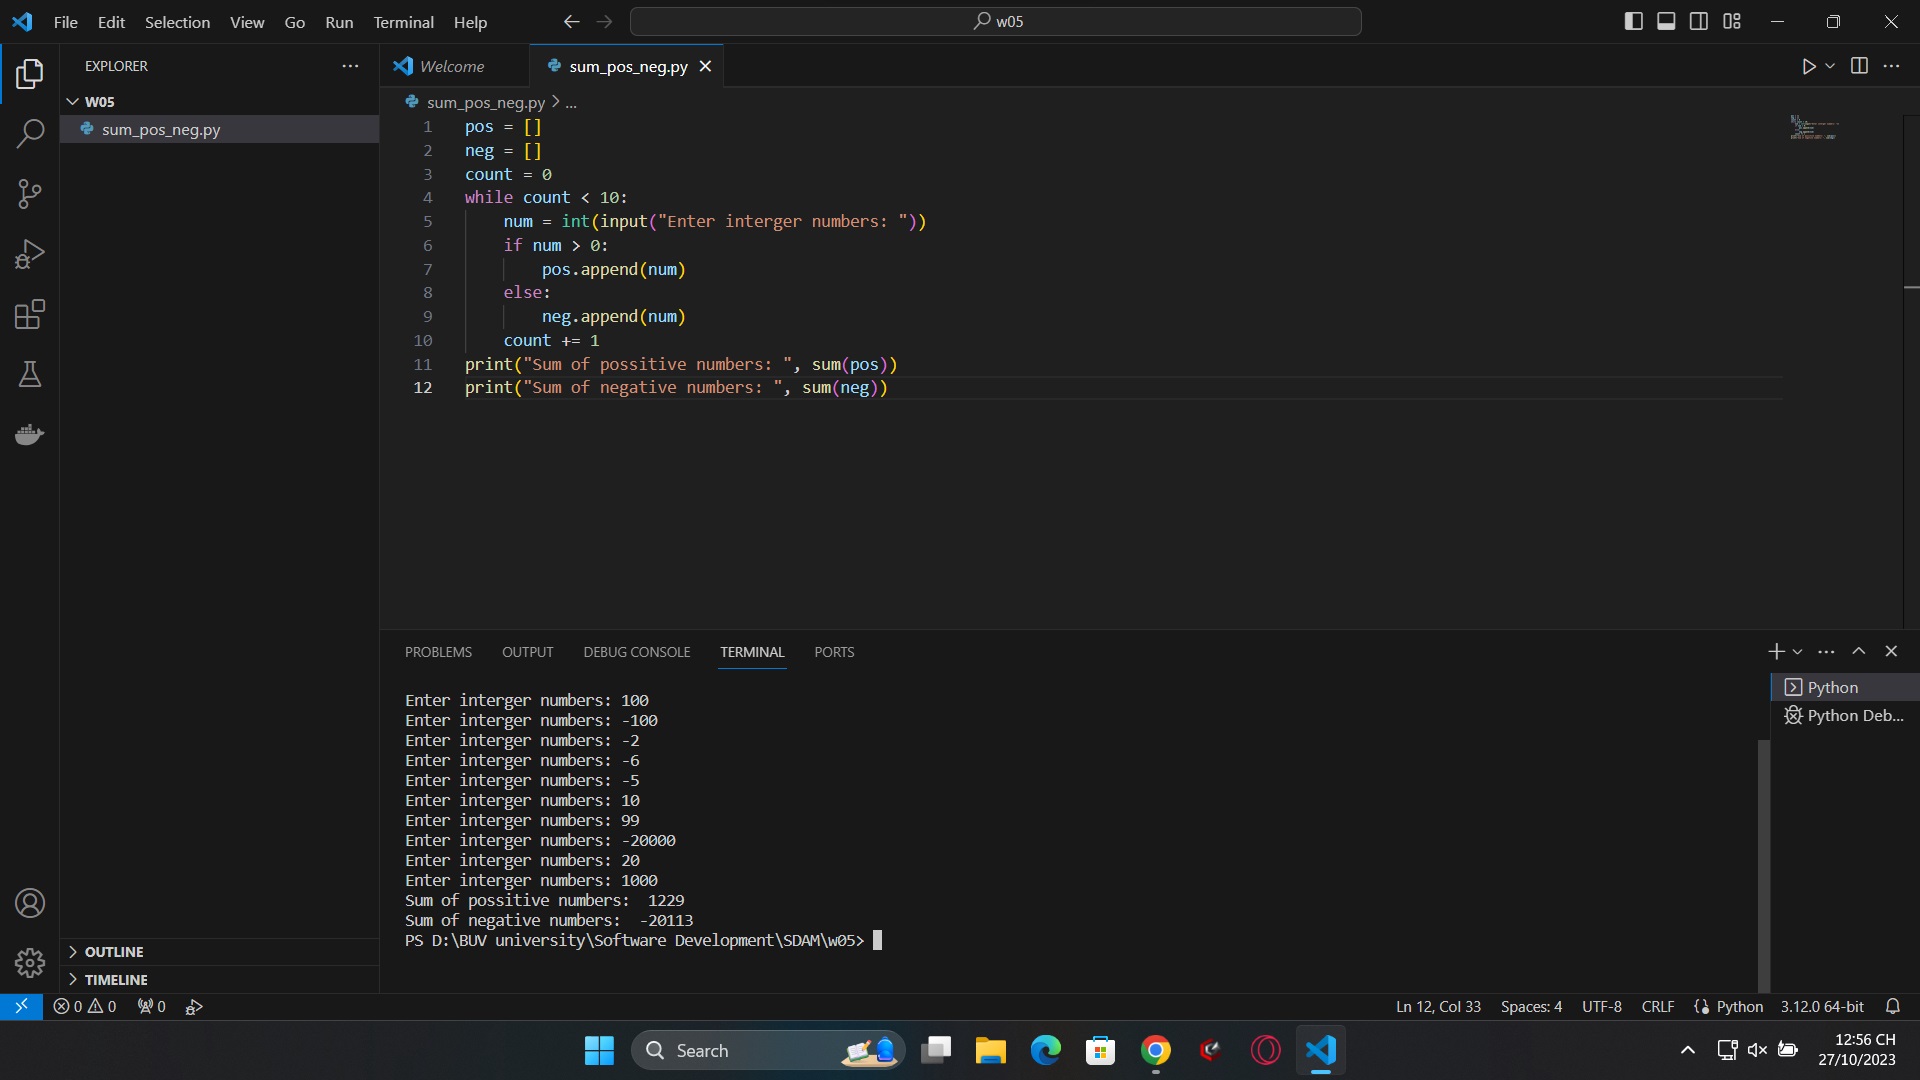 File Edit Selection View Go Run Terminal Help
w05
EXPLORER
Welcome
sum_pos_neg.py
W05
sum_pos_neg.py
sum_pos_neg.py > ...
1 pos = []
2 neg = []
3 count = 0
4 while count < 10:
5 num = int(input("Enter interger numbers: "))
6 if num > 0:
7 pos.append(num)
8 else:
9 neg.append(num)
10 count += 1
11 print("Sum of possitive numbers: ", sum(pos))
12 print("Sum of negative numbers: ", sum(neg))
PROBLEMS OUTPUT DEBUG CONSOLE TERMINAL PORTS
Python
Python Deb...
Enter interger numbers: 100
Enter interger numbers: -100
Enter interger numbers: -2
Enter interger numbers: -6
Enter interger numbers: -5
Enter interger numbers: 10
Enter interger numbers: 99
Enter interger numbers: -20000
Enter interger numbers: 20
Enter interger numbers: 1000
Sum of possitive numbers:  1229
Sum of negative numbers:  -20113
PS D:\BUV university\Software Development\SDAM\w05>
OUTLINE
TIMELINE
0 0 0
Ln 12, Col 33 Spaces: 4 UTF-8 CRLF Python 3.12.0 64-bit
Search
12:56 CH
27/10/2023